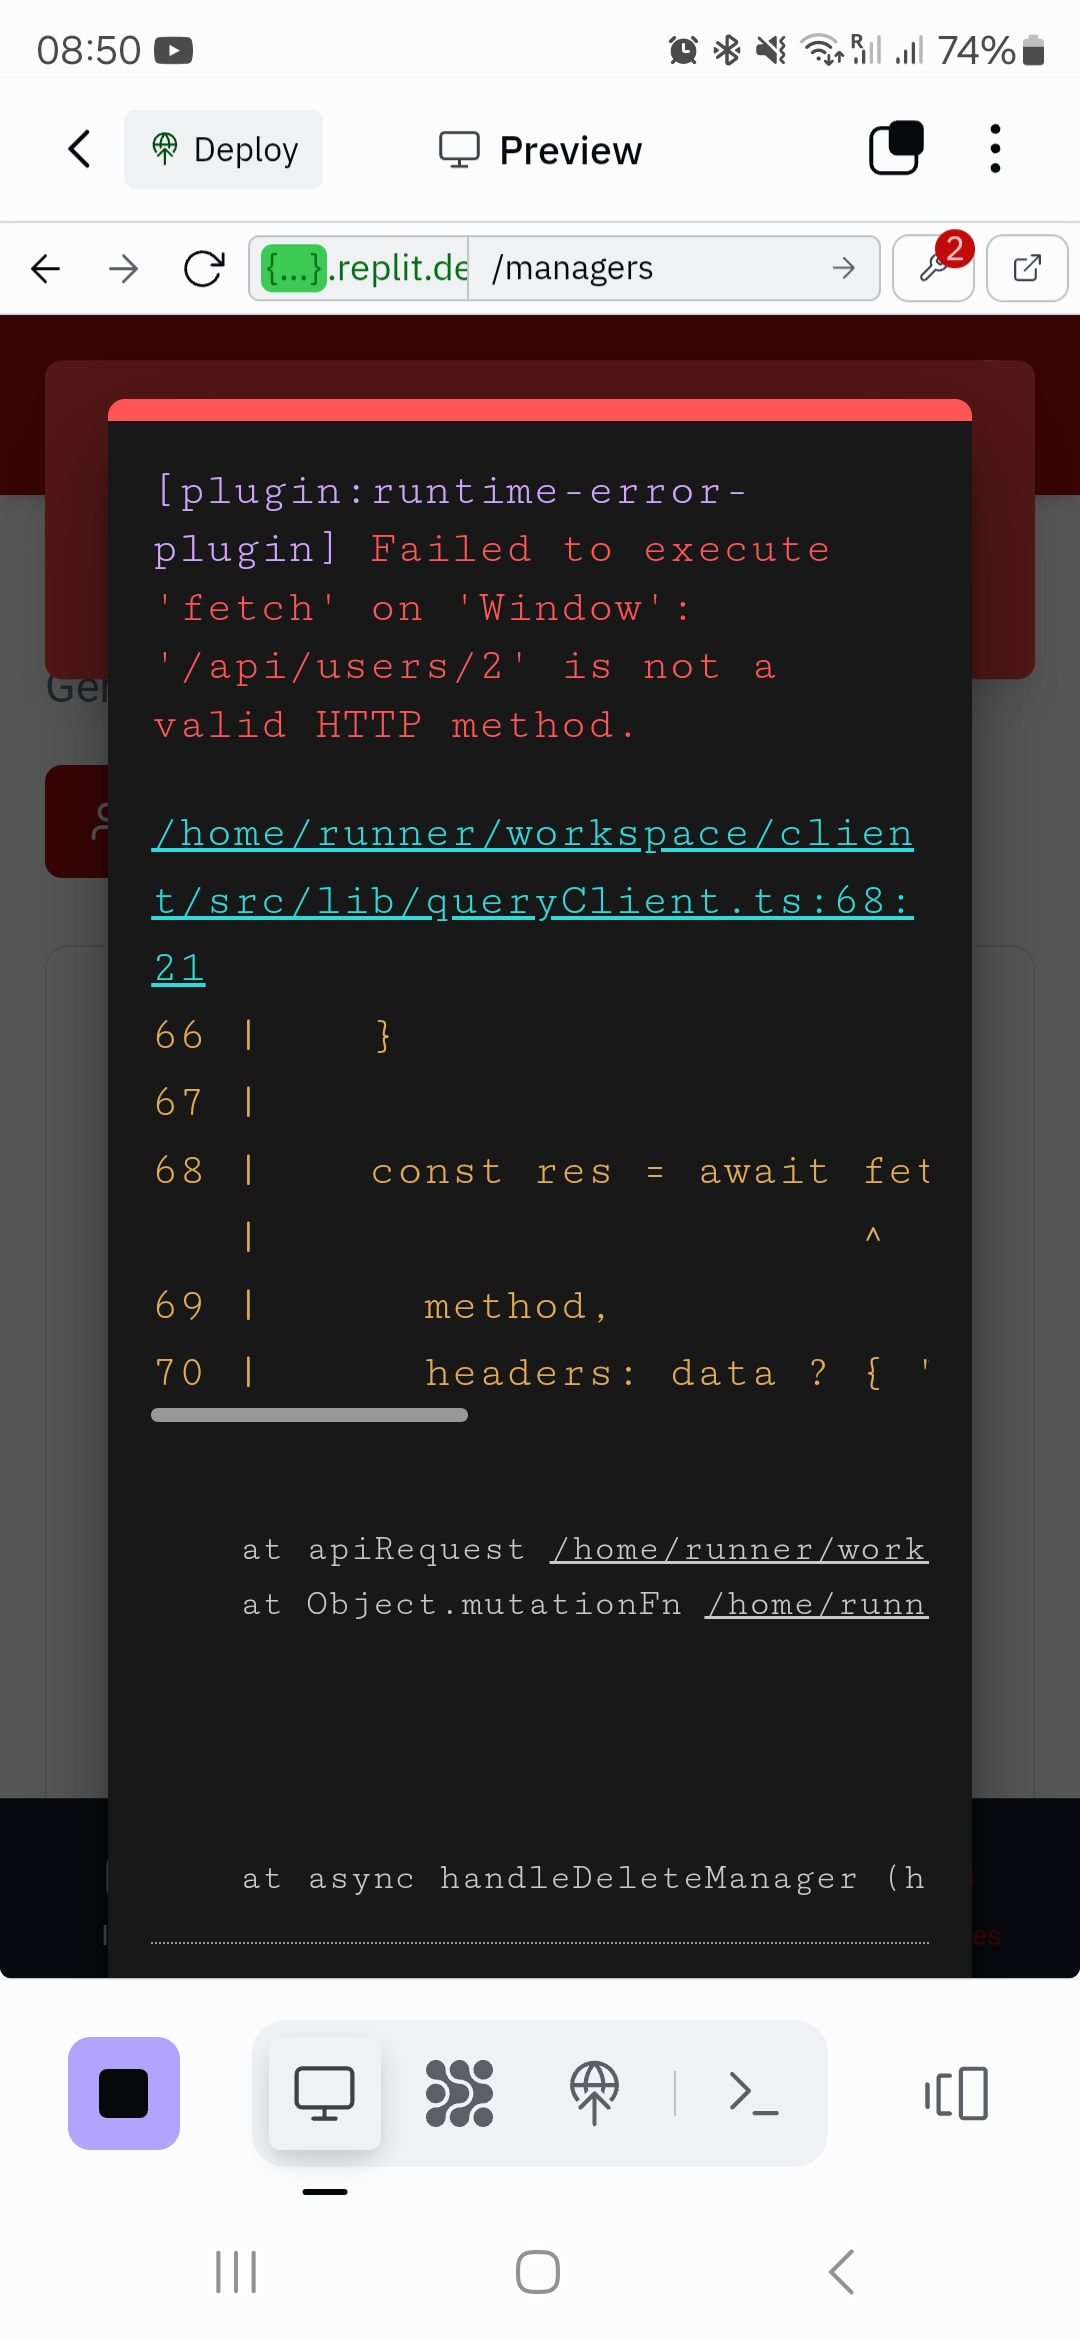 08:50
R
74%
Deploy
Preview
{...}.replit.de
/managers
2
[plugin:runtime-error-
plugin] Failed to execute
'fetch' on 'Window':
'/api/users/2' is not a
valid HTTP method.
Ger
/home/runner/workspace/clien
t/src/lib/queryClient.ts:68:
21
66 | }
67 |
68 | const res = await fet
| ^
69 | method,
70 | headers: data ? { '
at apiRequest /home/runner/work
at Object.mutationFn /home/runn
at async handleDeleteManager (h
es